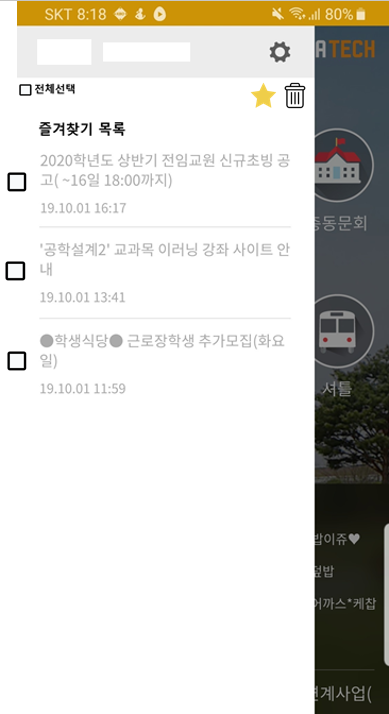 SKT 8:18 80%
ATECH
전체선택
즐겨찾기 목록
2020학년도 상반기 전임교원 신규초빙 공
고( ~16일 18:00까지)
19.10.01 16:17
총동문회
'공학설계2' 교과목 이러닝 강좌 사이트 안
내
19.10.01 13:41
●학생식당● 근로장학생 추가모집(화요
일)
19.10.01 11:59
셔틀
밥이쥬♥
덮밥
어까스*케찹
연계사업(